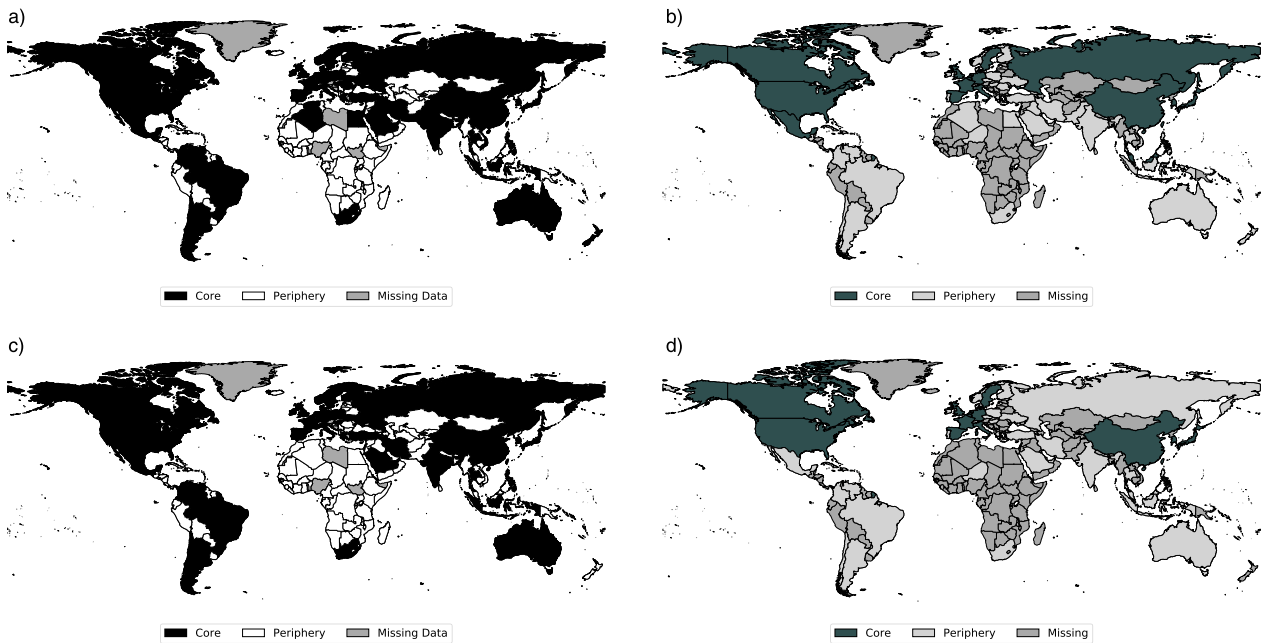 a)
b)
Core Periphery Missing Data
Core Periphery Missing
c)
d)
Core Periphery Missing Data
Core Periphery Missing